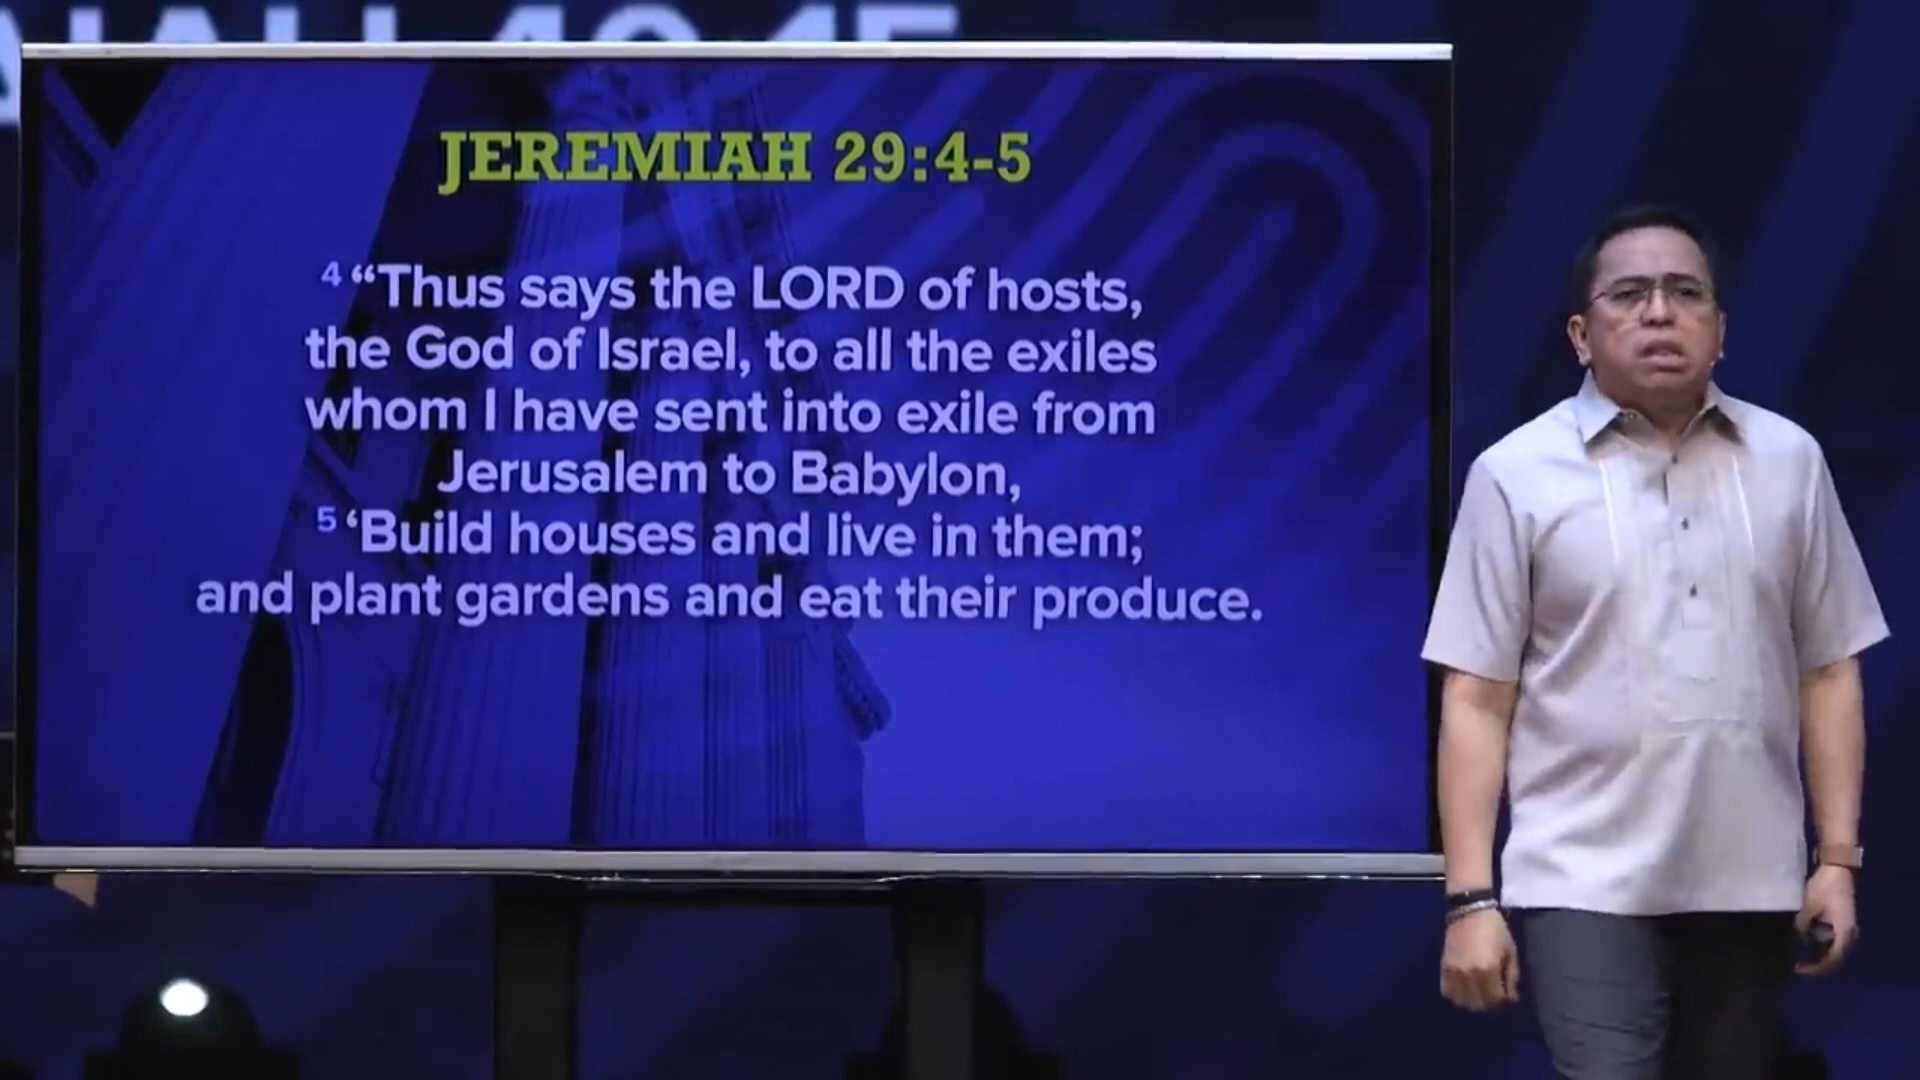 JEREMIAH 29:4-5
4 “Thus says the LORD of hosts,
the God of Israel, to all the exiles
whom I have sent into exile from
Jerusalem to Babylon,
5 ‘Build houses and live in them;
and plant gardens and eat their produce.